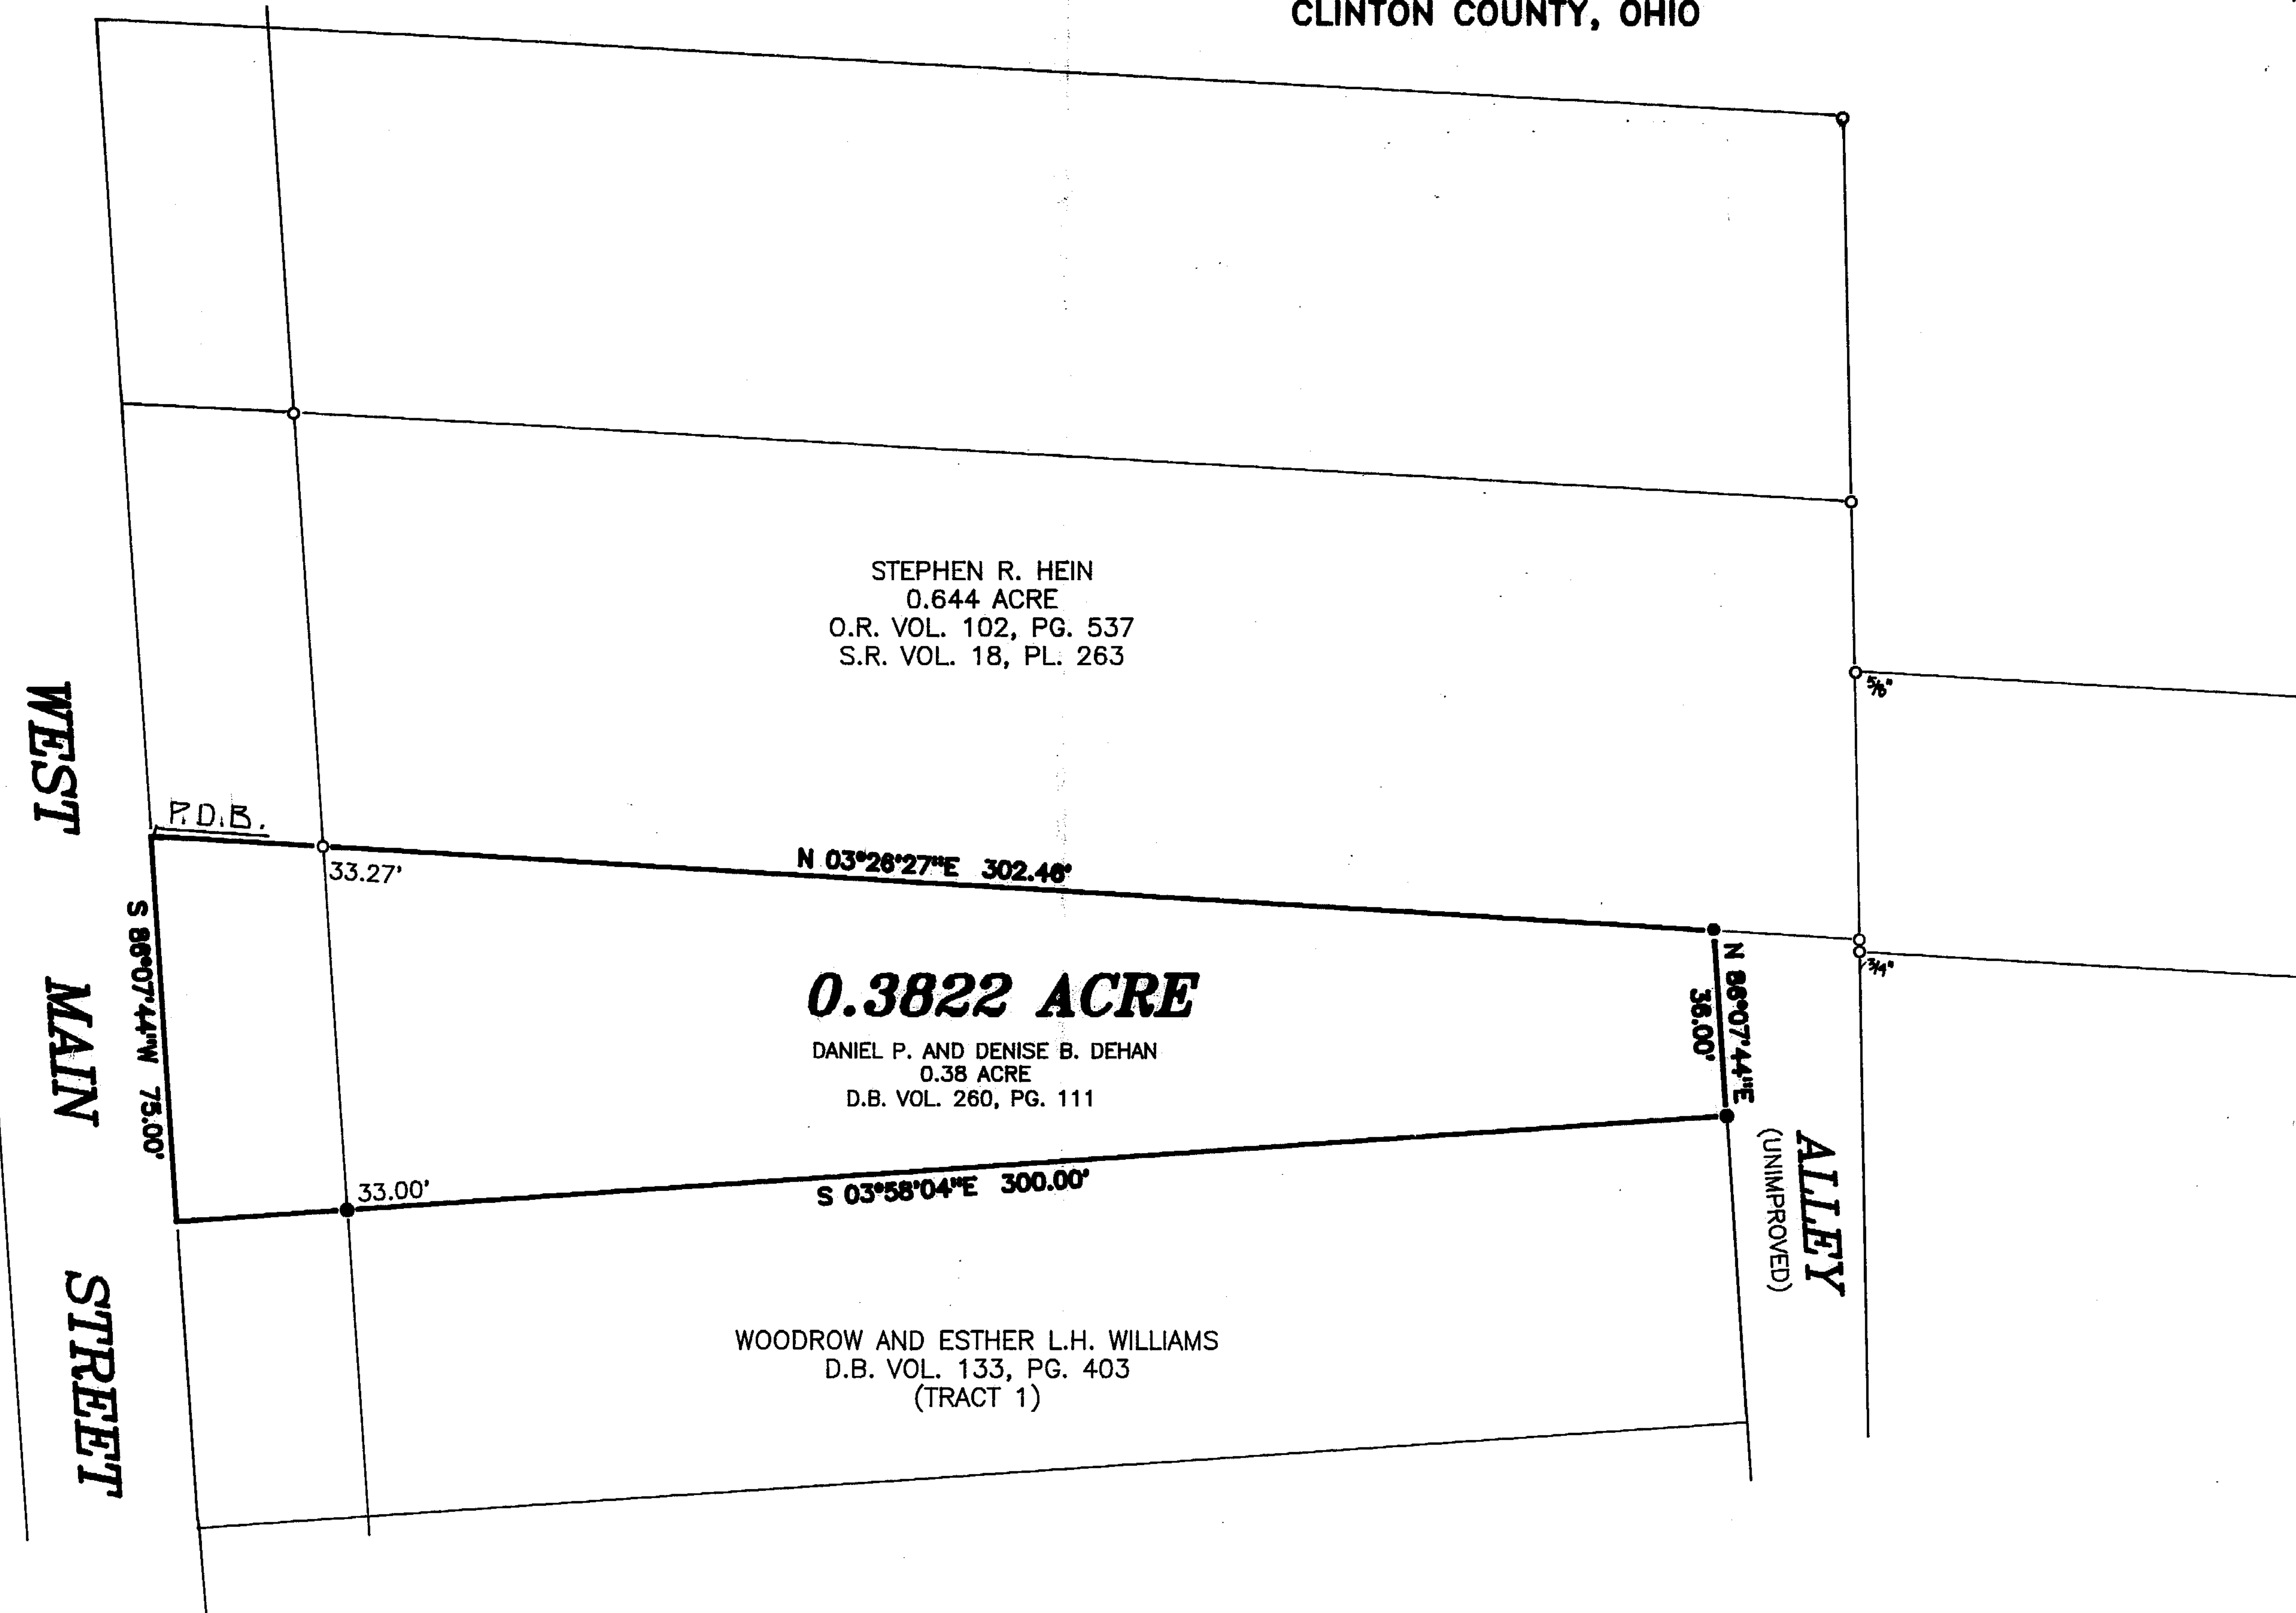 CLINTON COUNTY, OHIO
STEPHEN R. HEIN
0.644 ACRE
O.R. VOL. 102, PG. 537
S.R. VOL. 18, PL. 263
5/8"
WEST MAIN STREET
P.O.B.
33.27'
N 03°26'27"E 302.46'
S 86°07'44"W 75.00'
0.3822 ACRE
DANIEL P. AND DENISE B. DEHAN
0.38 ACRE
D.B. VOL. 260, PG. 111
N 86°07'44"E
36.00'
3/4"
33.00'
S 03°58'04"E 300.00'
ALLEY
(UNIMPROVED)
WOODROW AND ESTHER L.H. WILLIAMS
D.B. VOL. 133, PG. 403
(TRACT 1)